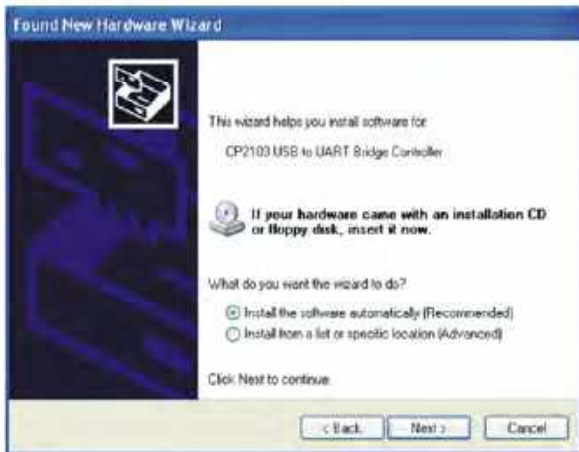 Found New Hardware Wizard
This wizard helps you install software for:
CP2103 USB to UART Bridge Controller
If your hardware came with an installation CD
or floppy disk, insert it now.
What do you want the wizard to do?
Install the software automatically (Recommended)
Install from a list or specific location (Advanced)
Click Next to continue.
< Back
Next >
Cancel